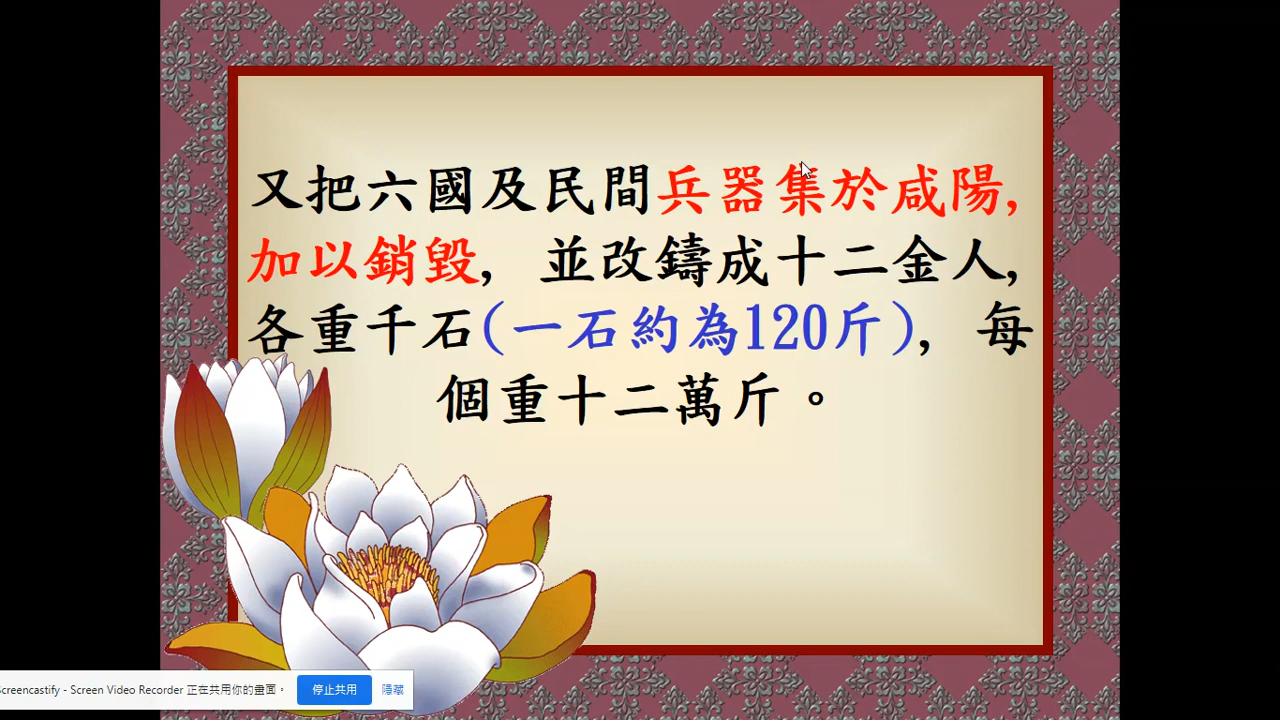 又把六國及民間兵器集於咸陽,
加以銷毀, 並改鑄成十二金人,
各重千石(一石約為120斤), 每
個重十二萬斤。
Screencastify - Screen Video Recorder 正在共用你的畫面。 停止共用 隱藏